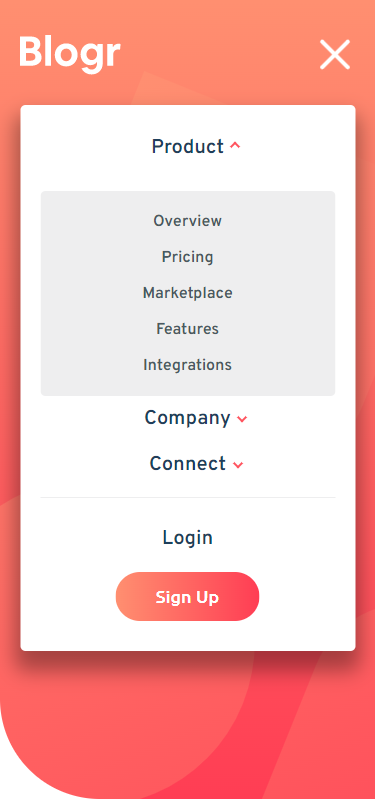 Blogr
Product
Overview
Pricing
Marketplace
Features
Integrations
Company
Connect
Login
Sign Up